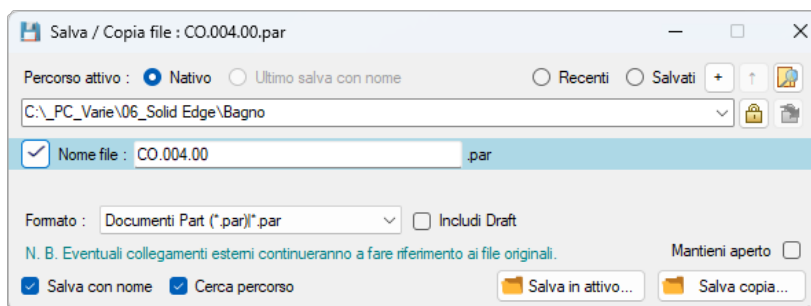 Salva / Copia file : CO.004.00.par
Percorso attivo : Nativo Ultimo salva con nome Recenti Salvati + ↑
C:\_PC_Varie\06_Solid Edge\Bagno
Nome file : CO.004.00 .par
Formato : Documenti Part (*.par)|*.par Includi Draft
N. B. Eventuali collegamenti esterni continueranno a fare riferimento ai file originali. Mantieni aperto
Salva con nome Cerca percorso Salva in attivo... Salva copia...